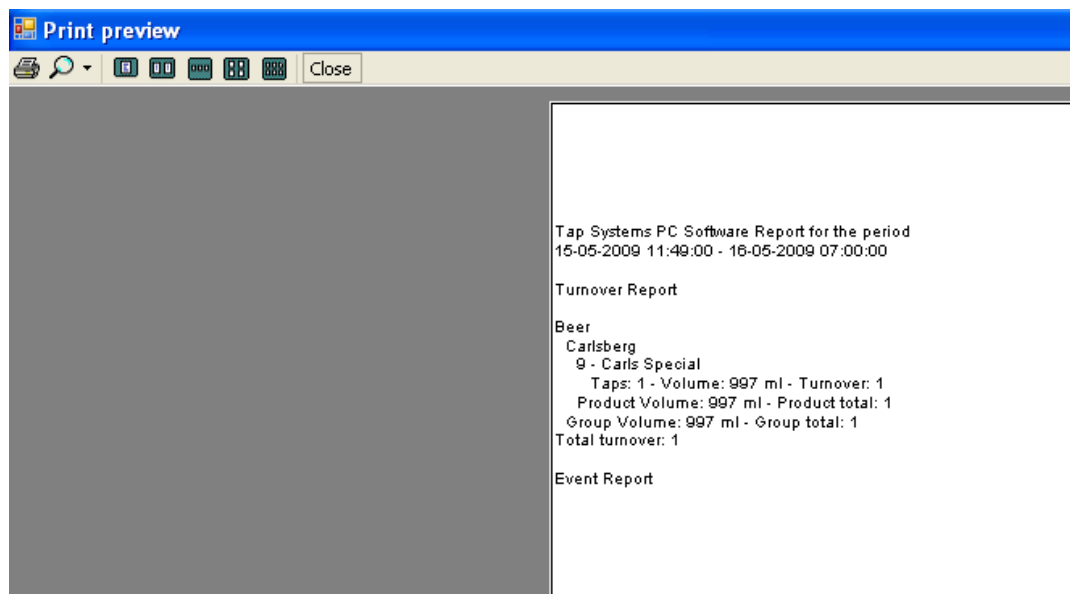 Print preview
Close
Tap Systems PC Software Report for the period
15-05-2009 11:49:00 - 16-05-2009 07:00:00
Turnover Report
Beer
Carlsberg
9 - Carls Special
Taps: 1 - Volume: 997 ml - Turnover: 1
Product Volume: 997 ml - Product total: 1
Group Volume: 997 ml - Group total: 1
Total turnover: 1
Event Report